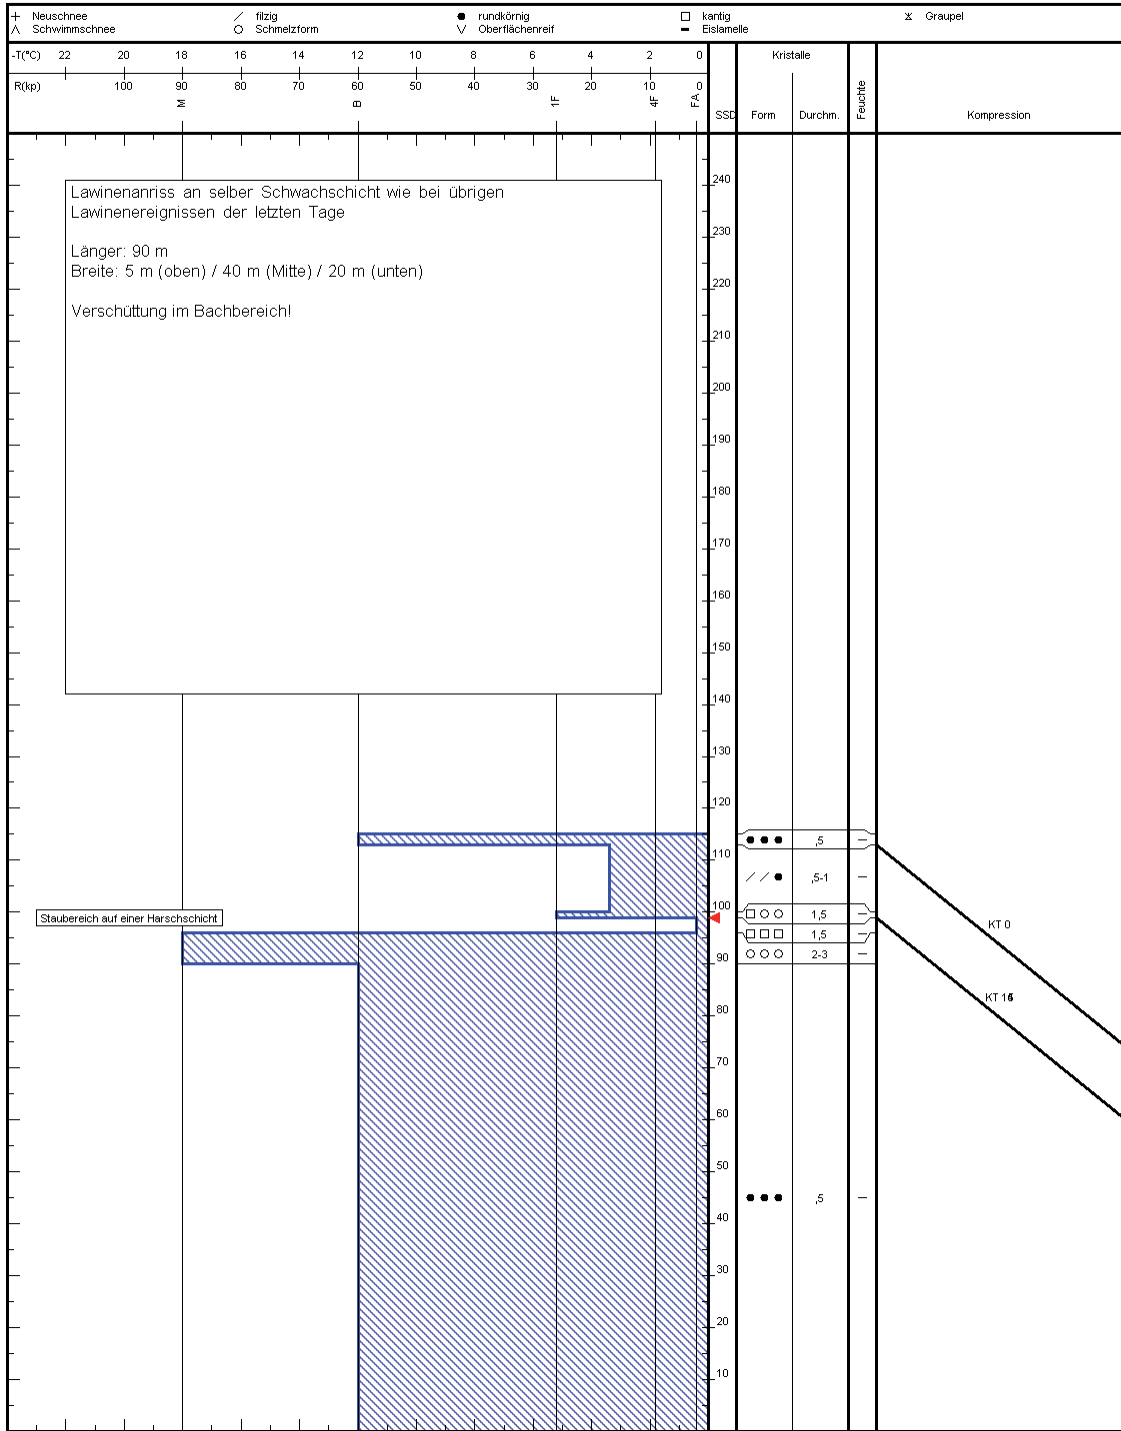 + Neuschnee / filzig ● rundkörnig □ kantig Graupel
Λ Schwimmschnee ○ Schmelzform V Oberflächenreif - Eislamelle
-T(°C) 22 20 18 16 14 12 10 8 6 4 2 0 Kristalle
R(kp) 100 90 80 70 60 50 40 30 20 10 0
M B 1F 4F FA
SSD Form Durchm. Feuchte Kompression
240
Lawinenanriss an selber Schwachschicht wie bei übrigen
Lawinenereignissen der letzten Tage
230
Länger: 90 m
Breite: 5 m (oben) / 40 m (Mitte) / 20 m (unten)
220
Verschüttung im Bachbereich!
210
200
190
180
170
160
150
140
130
120
● ● ● ,5 –
110
/ / ● ,5-1 –
100
Staubereich auf einer Harschschicht
□ ○ ○ 1,5 –
KT 0
□ □ □ 1,5 –
○ ○ ○ 2-3 –
90
KT
80
70
60
50
● ● ● ,5 –
40
30
20
10